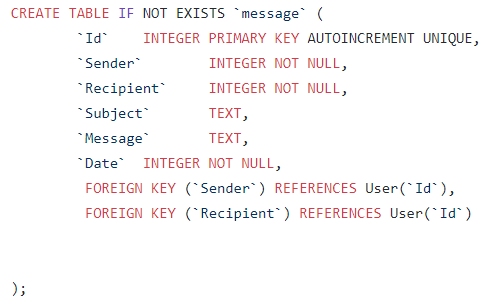 CREATE TABLE IF NOT EXISTS `message` (
`Id` INTEGER PRIMARY KEY AUTOINCREMENT UNIQUE,
`Sender` INTEGER NOT NULL,
`Recipient` INTEGER NOT NULL,
`Subject` TEXT,
`Message` TEXT,
`Date` INTEGER NOT NULL,
FOREIGN KEY (`Sender`) REFERENCES User(`Id`),
FOREIGN KEY (`Recipient`) REFERENCES User(`Id`)
);